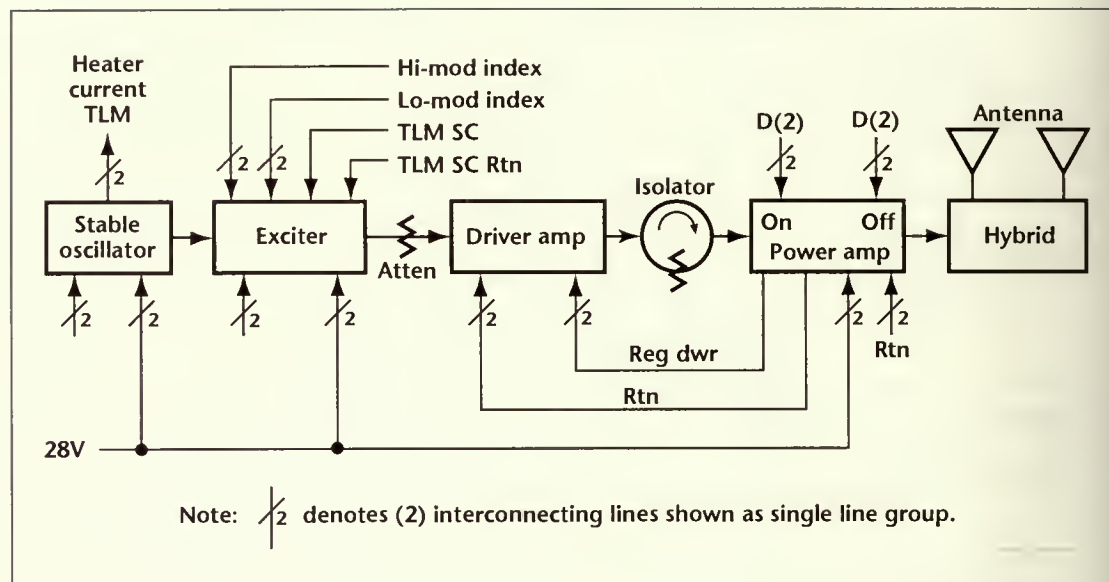 Heater
current
TLM
Hi-mod index
Lo-mod index
TLM SC
TLM SC Rtn
D(2)
D(2)
Antenna
2
2
2
2
2
Isolator
Stable
oscillator
Exciter
Atten
Driver amp
On
Off
Power amp
Hybrid
2
2
2
2
2
2
2
2
Rtn
Reg dwr
Rtn
28V
Note: 2 denotes (2) interconnecting lines shown as single line group.